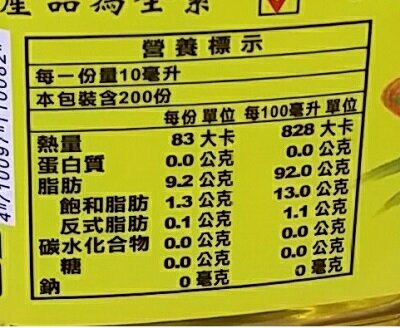 產品為全素
營養標示
每一份量10毫升
本包裝含200份
每份 單位 每100毫升 單位
熱量 83 大卡 828 大卡
蛋白質 0.0 公克 0.0 公克
脂肪 9.2 公克 92.0 公克
飽和脂肪 1.3 公克 13.0 公克
反式脂肪 0.1 公克 1.1 公克
碳水化合物 0.0 公克 0.0 公克
糖 0.0 公克 0.0 公克
鈉 0 毫克 0 毫克